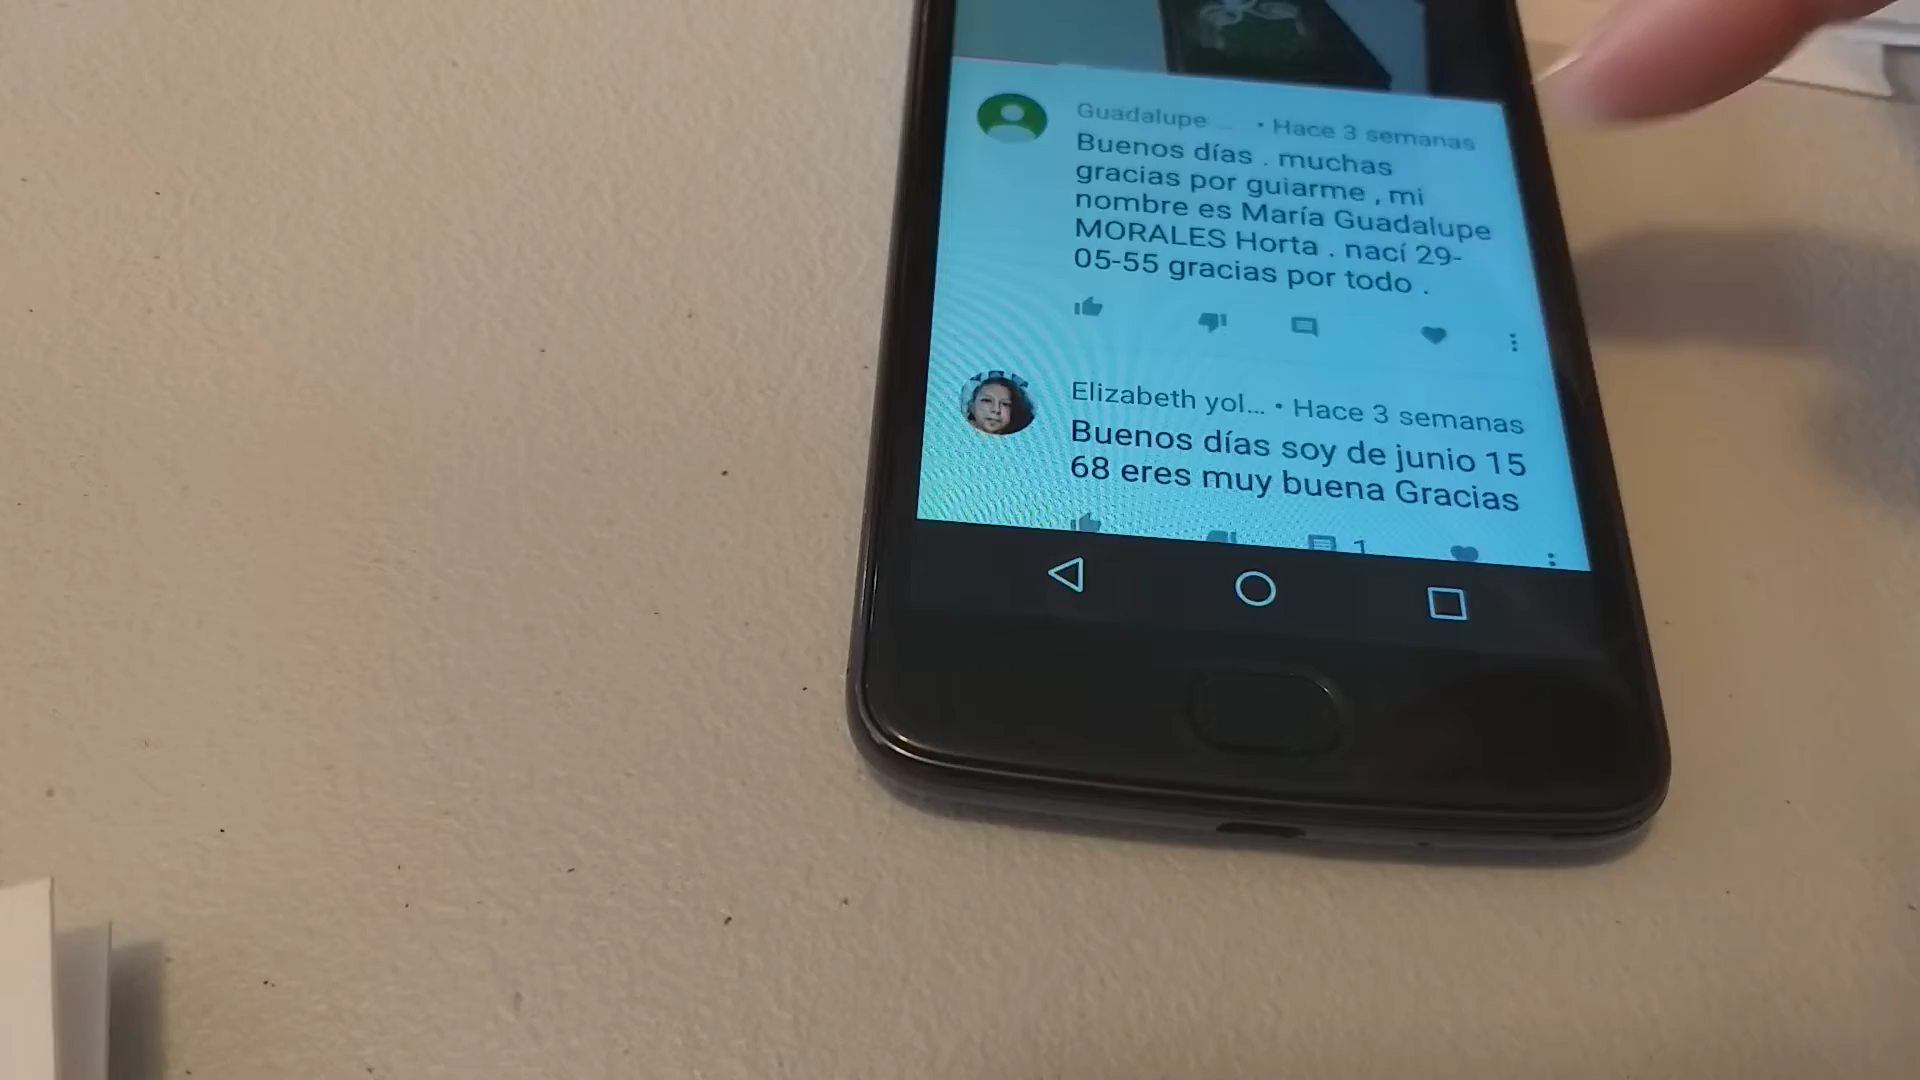 Guadalupe ... • Hace 3 semanas
Buenos días . muchas
gracias por guiarme , mi
nombre es María Guadalupe
MORALES Horta . nací 29-
05-55 gracias por todo .
Elizabeth yol... • Hace 3 semanas
Buenos días soy de junio 15
68 eres muy buena Gracias
1